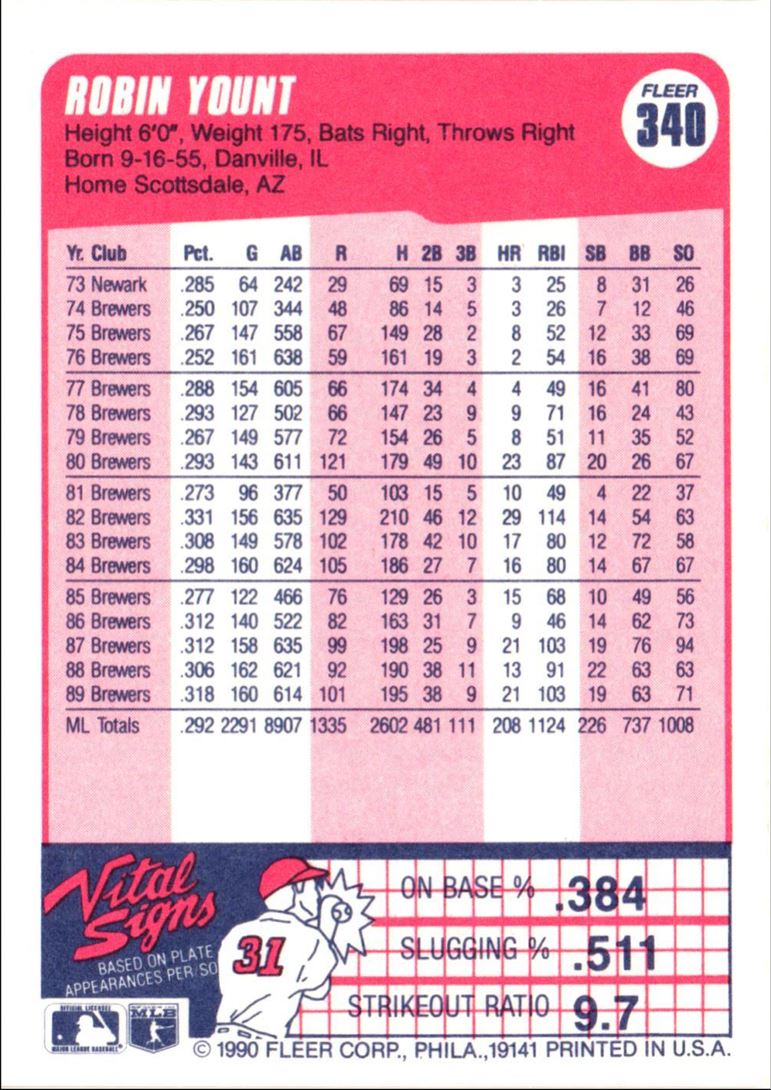 ROBIN YOUNT
FLEER
340
Height 6'0", Weight 175, Bats Right, Throws Right
Born 9-16-55, Danville, IL
Home Scottsdale, AZ
Yr. Club Pct. G AB R H 2B 3B HR RBI SB BB SO
73 Newark .285 64 242 29 69 15 3 3 25 8 31 26
74 Brewers .250 107 344 48 86 14 5 3 26 7 12 46
75 Brewers .267 147 558 67 149 28 2 8 52 12 33 69
76 Brewers .252 161 638 59 161 19 3 2 54 16 38 69
77 Brewers .288 154 605 66 174 34 4 4 49 16 41 80
78 Brewers .293 127 502 66 147 23 9 9 71 16 24 43
79 Brewers .267 149 577 72 154 26 5 8 51 11 35 52
80 Brewers .293 143 611 121 179 49 10 23 87 20 26 67
81 Brewers .273 96 377 50 103 15 5 10 49 4 22 37
82 Brewers .331 156 635 129 210 46 12 29 114 14 54 63
83 Brewers .308 149 578 102 178 42 10 17 80 12 72 58
84 Brewers .298 160 624 105 186 27 7 16 80 14 67 67
85 Brewers .277 122 466 76 129 26 3 15 68 10 49 56
86 Brewers .312 140 522 82 163 31 7 9 46 14 62 73
87 Brewers .312 158 635 99 198 25 9 21 103 19 76 94
88 Brewers .306 162 621 92 190 38 11 13 91 22 63 63
89 Brewers .318 160 614 101 195 38 9 21 103 19 63 71
ML Totals .292 2291 8907 1335 2602 481 111 208 1124 226 737 1008
Vital
Signs
BASED ON PLATE
APPEARANCES PER SO
31
ON BASE % .384
SLUGGING % .511
STRIKEOUT RATIO 9.7
OFFICIAL LICENSEE
MAJOR LEAGUE BASEBALL
MLB
© 1990 FLEER CORP., PHILA.,19141 PRINTED IN U.S.A.